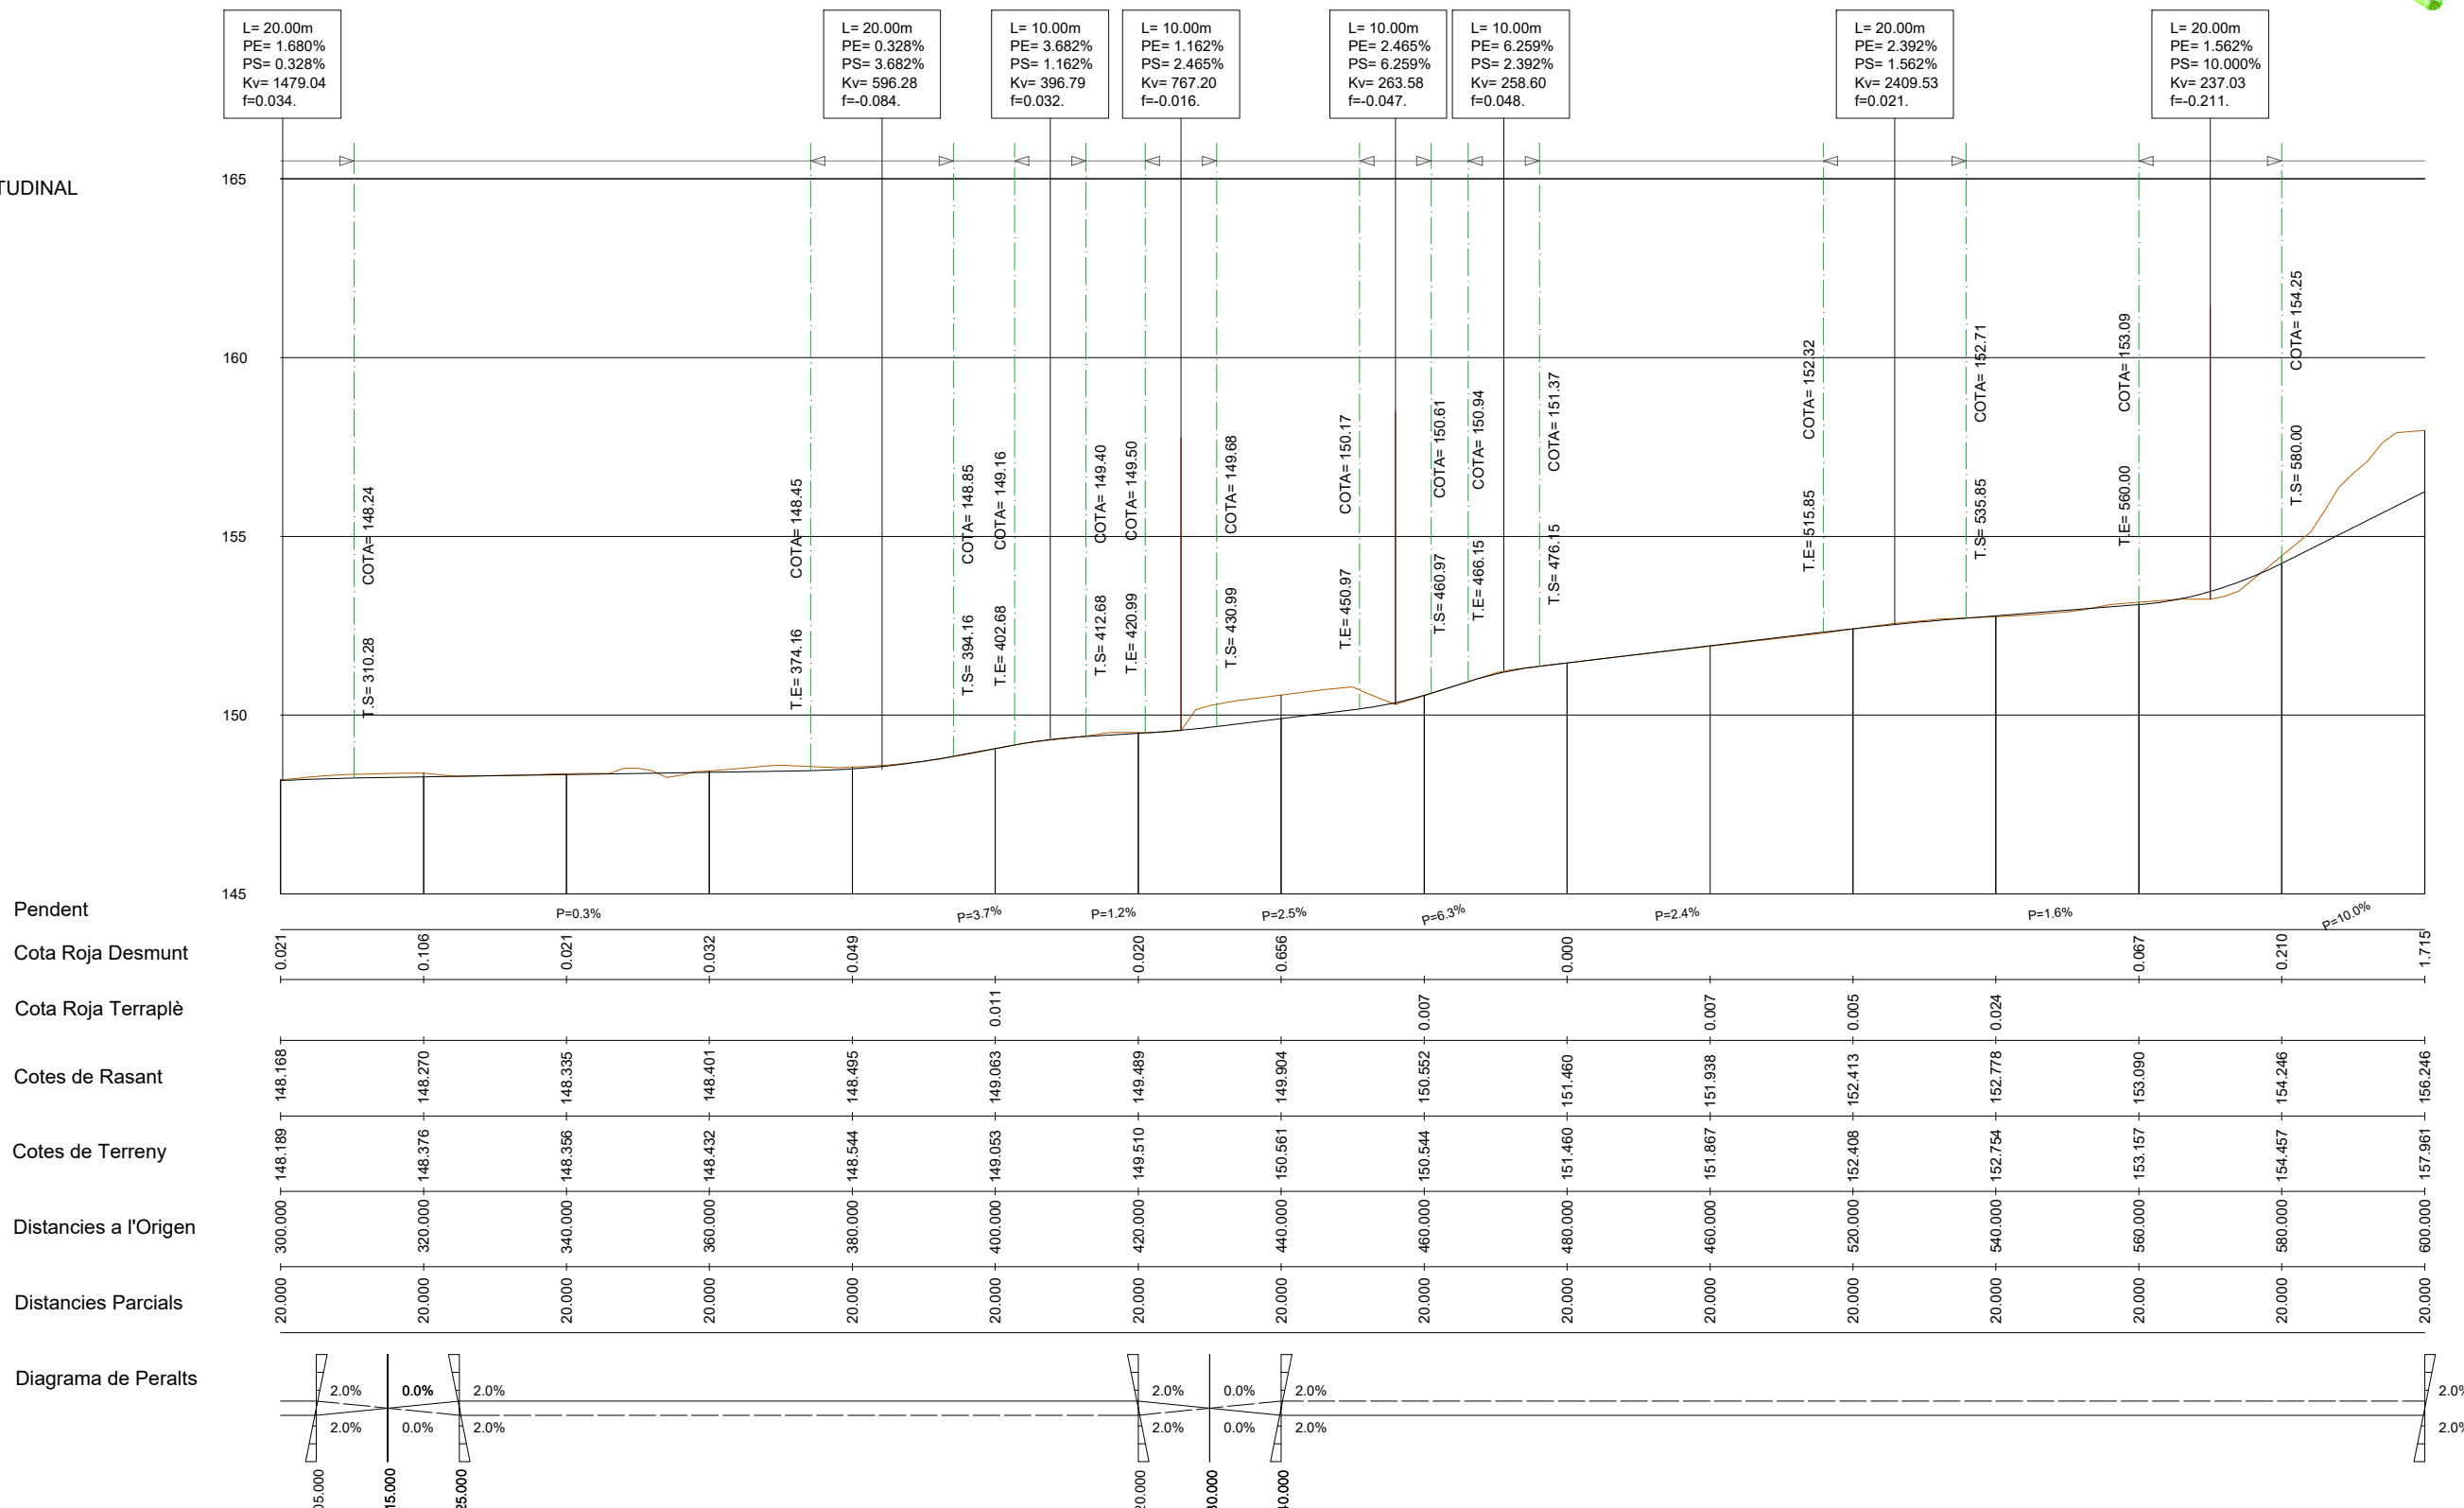 L= 20.00m
PE= 1.680%
PS= 0.328%
Kv= 1479.04
f=0.034.
L= 20.00m
PE= 0.328%
PS= 3.682%
Kv= 596.28
f=-0.084.
L= 10.00m
PE= 3.682%
PS= 1.162%
Kv= 396.79
f=0.032.
L= 10.00m
PE= 1.162%
PS= 2.465%
Kv= 767.20
f=-0.016.
L= 10.00m
PE= 2.465%
PS= 6.259%
Kv= 263.58
f=-0.047.
L= 10.00m
PE= 6.259%
PS= 2.392%
Kv= 258.60
f=0.048.
L= 20.00m
PE= 2.392%
PS= 1.562%
Kv= 2409.53
f=0.021.
L= 20.00m
PE= 1.562%
PS= 10.000%
Kv= 237.03
f=-0.211.
TUDINAL
165
160
155
150
145
T.S= 310.28 COTA= 148.24
T.E= 374.16 COTA= 148.45
T.S= 394.16 COTA= 148.85
T.E= 402.68 COTA= 149.16
T.S= 412.68 COTA= 149.40
T.E= 420.99 COTA= 149.50
T.S= 430.99 COTA= 149.68
T.E= 450.97 COTA= 150.17
T.S= 460.97 COTA= 150.61
T.E= 466.15 COTA= 150.94
T.S= 476.15 COTA= 151.37
T.E= 515.85 COTA= 152.32
T.S= 535.85 COTA= 152.71
T.E= 560.00 COTA= 153.09
T.S= 580.00 COTA= 154.25
Pendent P=0.3% P=3.7% P=1.2% P=2.5% P=6.3% P=2.4% P=1.6% P=10.0%
Cota Roja Desmunt 0.021 0.106 0.021 0.032 0.049 0.020 0.656 0.000 0.067 0.210 1.715
Cota Roja Terraplè 0.011 0.007 0.007 0.005 0.024
Cotes de Rasant 148.168 148.270 148.335 148.401 148.495 149.063 149.489 149.904 150.552 151.460 151.938 152.413 152.778 153.090 154.246 156.246
Cotes de Terreny 148.189 148.376 148.356 148.432 148.544 149.053 149.510 150.561 150.544 151.460 151.867 152.408 152.754 153.157 154.457 157.961
Distancies a l'Origen 300.000 320.000 340.000 360.000 380.000 400.000 420.000 440.000 460.000 480.000 460.000 520.000 540.000 560.000 580.000 600.000
Distancies Parcials 20.000 20.000 20.000 20.000 20.000 20.000 20.000 20.000 20.000 20.000 20.000 20.000 20.000 20.000 20.000 20.000
Diagrama de Peralts
2.0% 0.0% 2.0% 2.0% 0.0% 2.0% 2.0%
2.0% 0.0% 2.0% 2.0% 0.0% 2.0% 2.0%
05.000 15.000 25.000 20.000 30.000 40.000